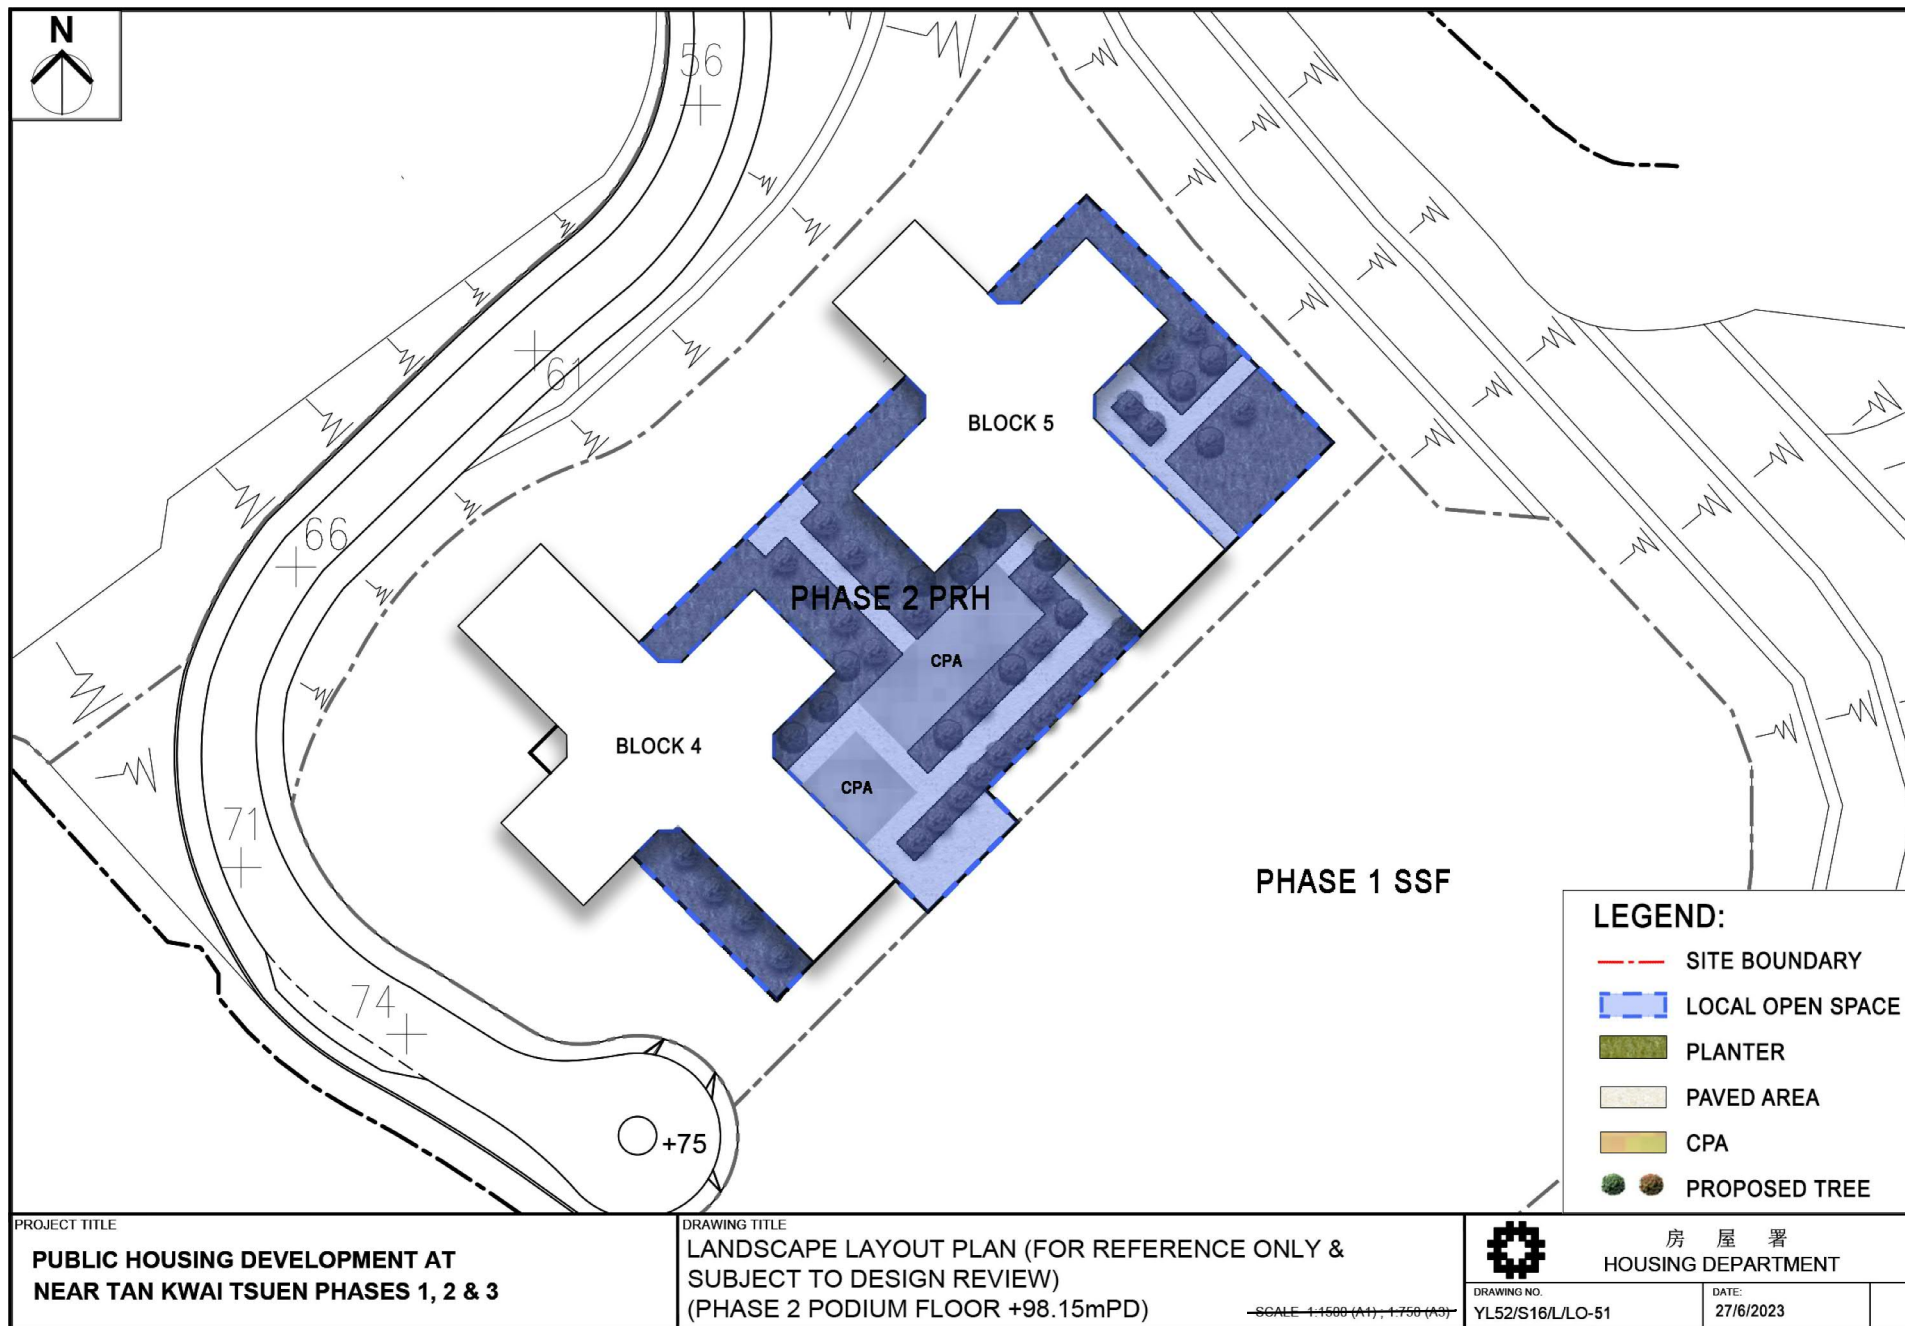 N
56
61
66
71
74
+75
BLOCK 5
PHASE 2 PRH
CPA
BLOCK 4
CPA
PHASE 1 SSF
LEGEND:
SITE BOUNDARY
LOCAL OPEN SPACE
PLANTER
PAVED AREA
CPA
PROPOSED TREE
PROJECT TITLE
PUBLIC HOUSING DEVELOPMENT AT
NEAR TAN KWAI TSUEN PHASES 1, 2 & 3
DRAWING TITLE
LANDSCAPE LAYOUT PLAN (FOR REFERENCE ONLY &
SUBJECT TO DESIGN REVIEW)
(PHASE 2 PODIUM FLOOR +98.15mPD)
SCALE 1:1500 (A1) ; 1:750 (A3)
房屋署
HOUSING DEPARTMENT
DRAWING NO.
YL52/S16/L/LO-51
DATE:
27/6/2023